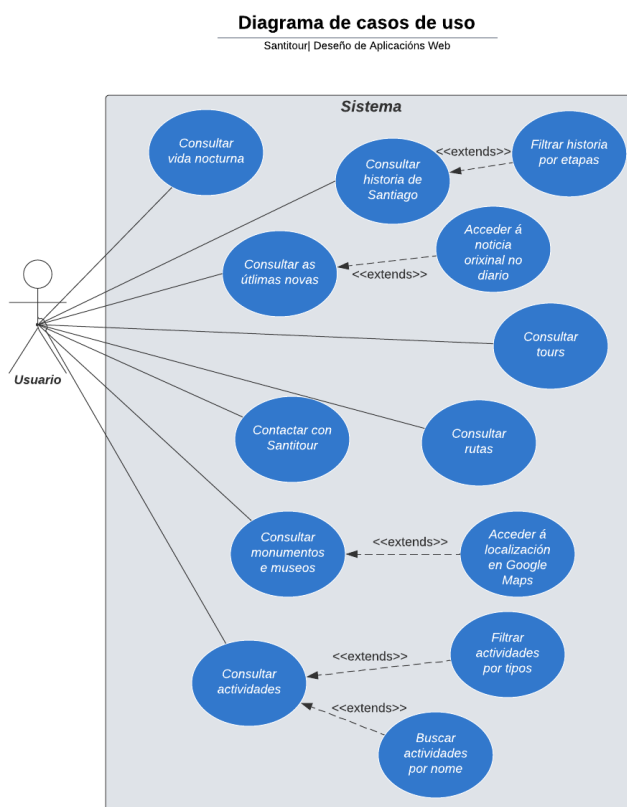 Diagrama de casos de uso
Santitour| Deseño de Aplicacións Web
Sistema
Consultar
vida nocturna
Consultar
historia de
Santiago
<<extends>>
Filtrar historia
por etapas
Consultar as
útlimas novas
<<extends>>
Acceder á
noticia
orixinal no
diario
Usuario
Consultar
tours
Contactar con
Santitour
Consultar
rutas
Consultar
monumentos
e museos
<<extends>>
Acceder á
localización
en Google
Maps
Consultar
actividades
<<extends>>
Filtrar
actividades
por tipos
<<extends>>
Buscar
actividades
por nome